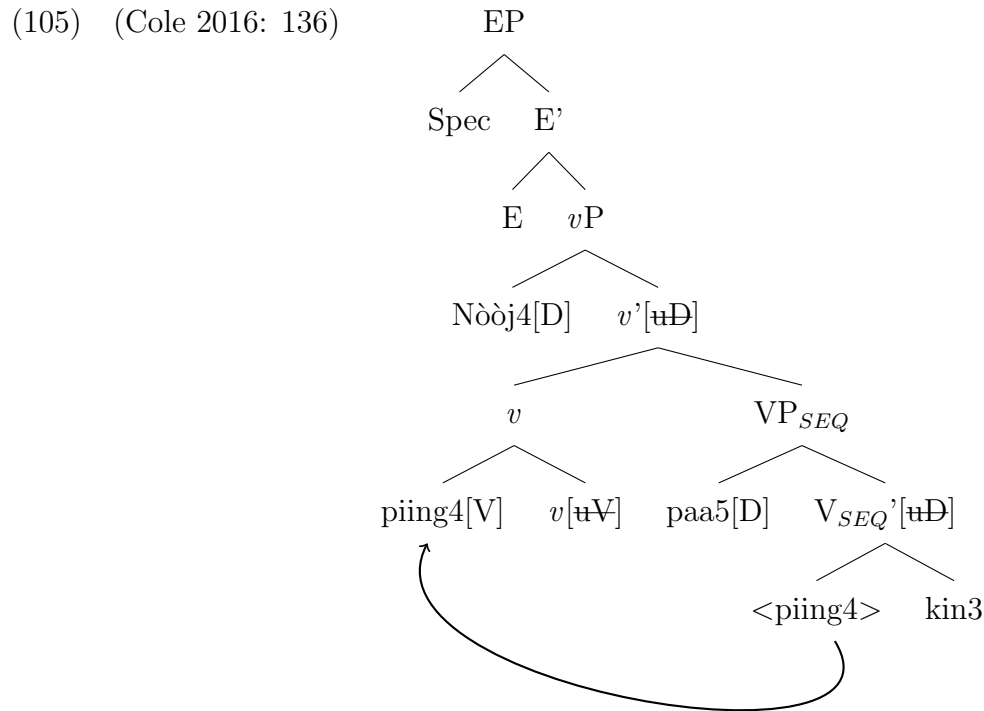 (105) (Cole 2016: 136) EP
Spec E’
E vP
Nòòj4[D] v’[uD]
v VP_SEQ
piing4[V] v[uV] paa5[D] V_SEQ’[uD]
<piing4> kin3